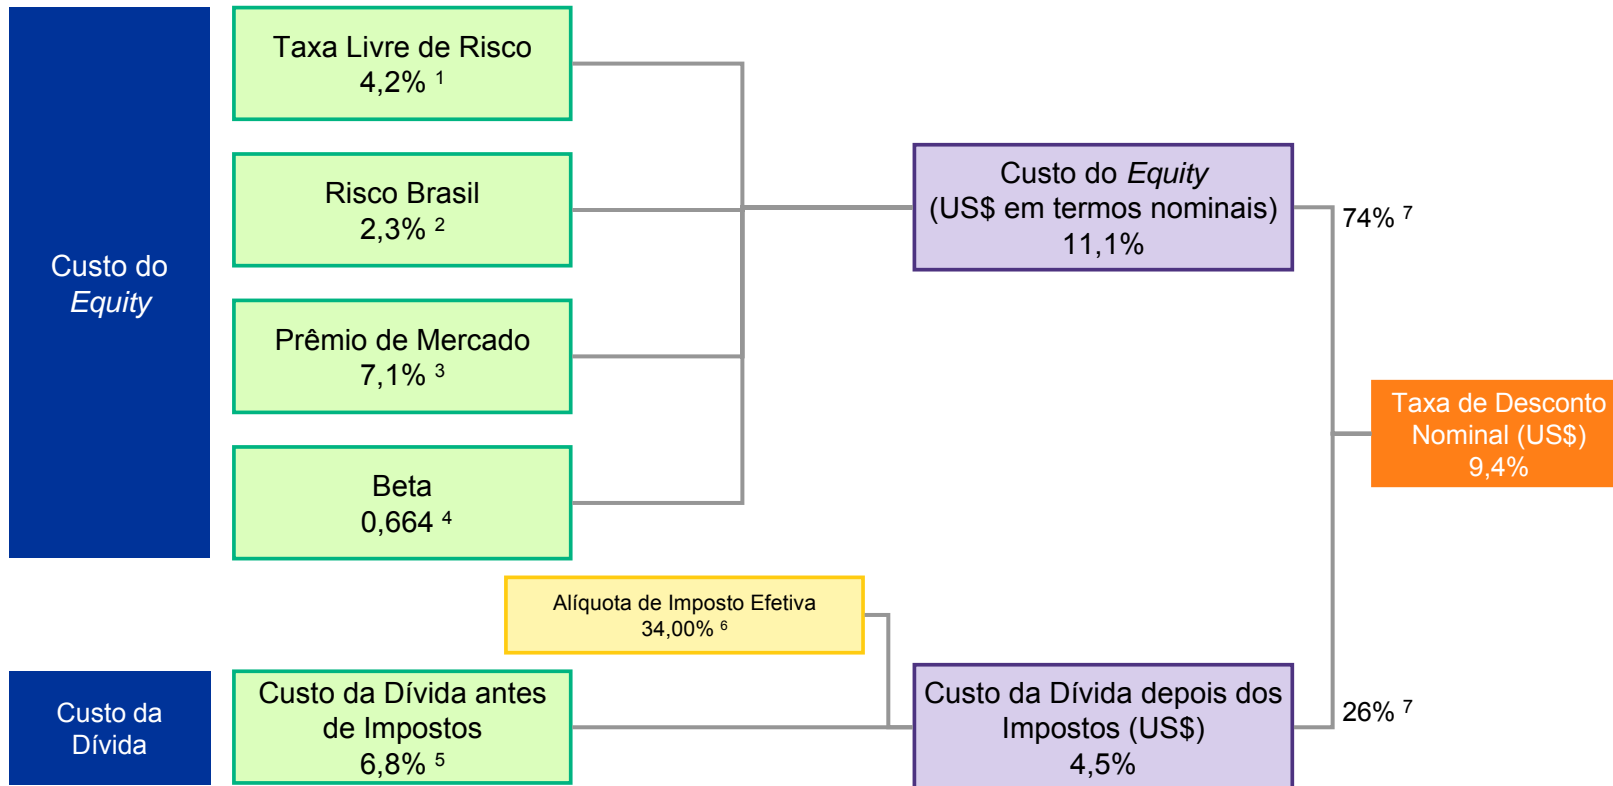 Custo do
Equity
Taxa Livre de Risco
4,2% 1
Risco Brasil
2,3% 2
Prêmio de Mercado
7,1% 3
Beta
0,664 4
Custo do Equity
(US$ em termos nominais)
11,1%
74% 7
Taxa de Desconto
Nominal (US$)
9,4%
Alíquota de Imposto Efetiva
34,00% 6
Custo da
Dívida
Custo da Dívida antes
de Impostos
6,8% 5
Custo da Dívida depois dos
Impostos (US$)
4,5%
26% 7